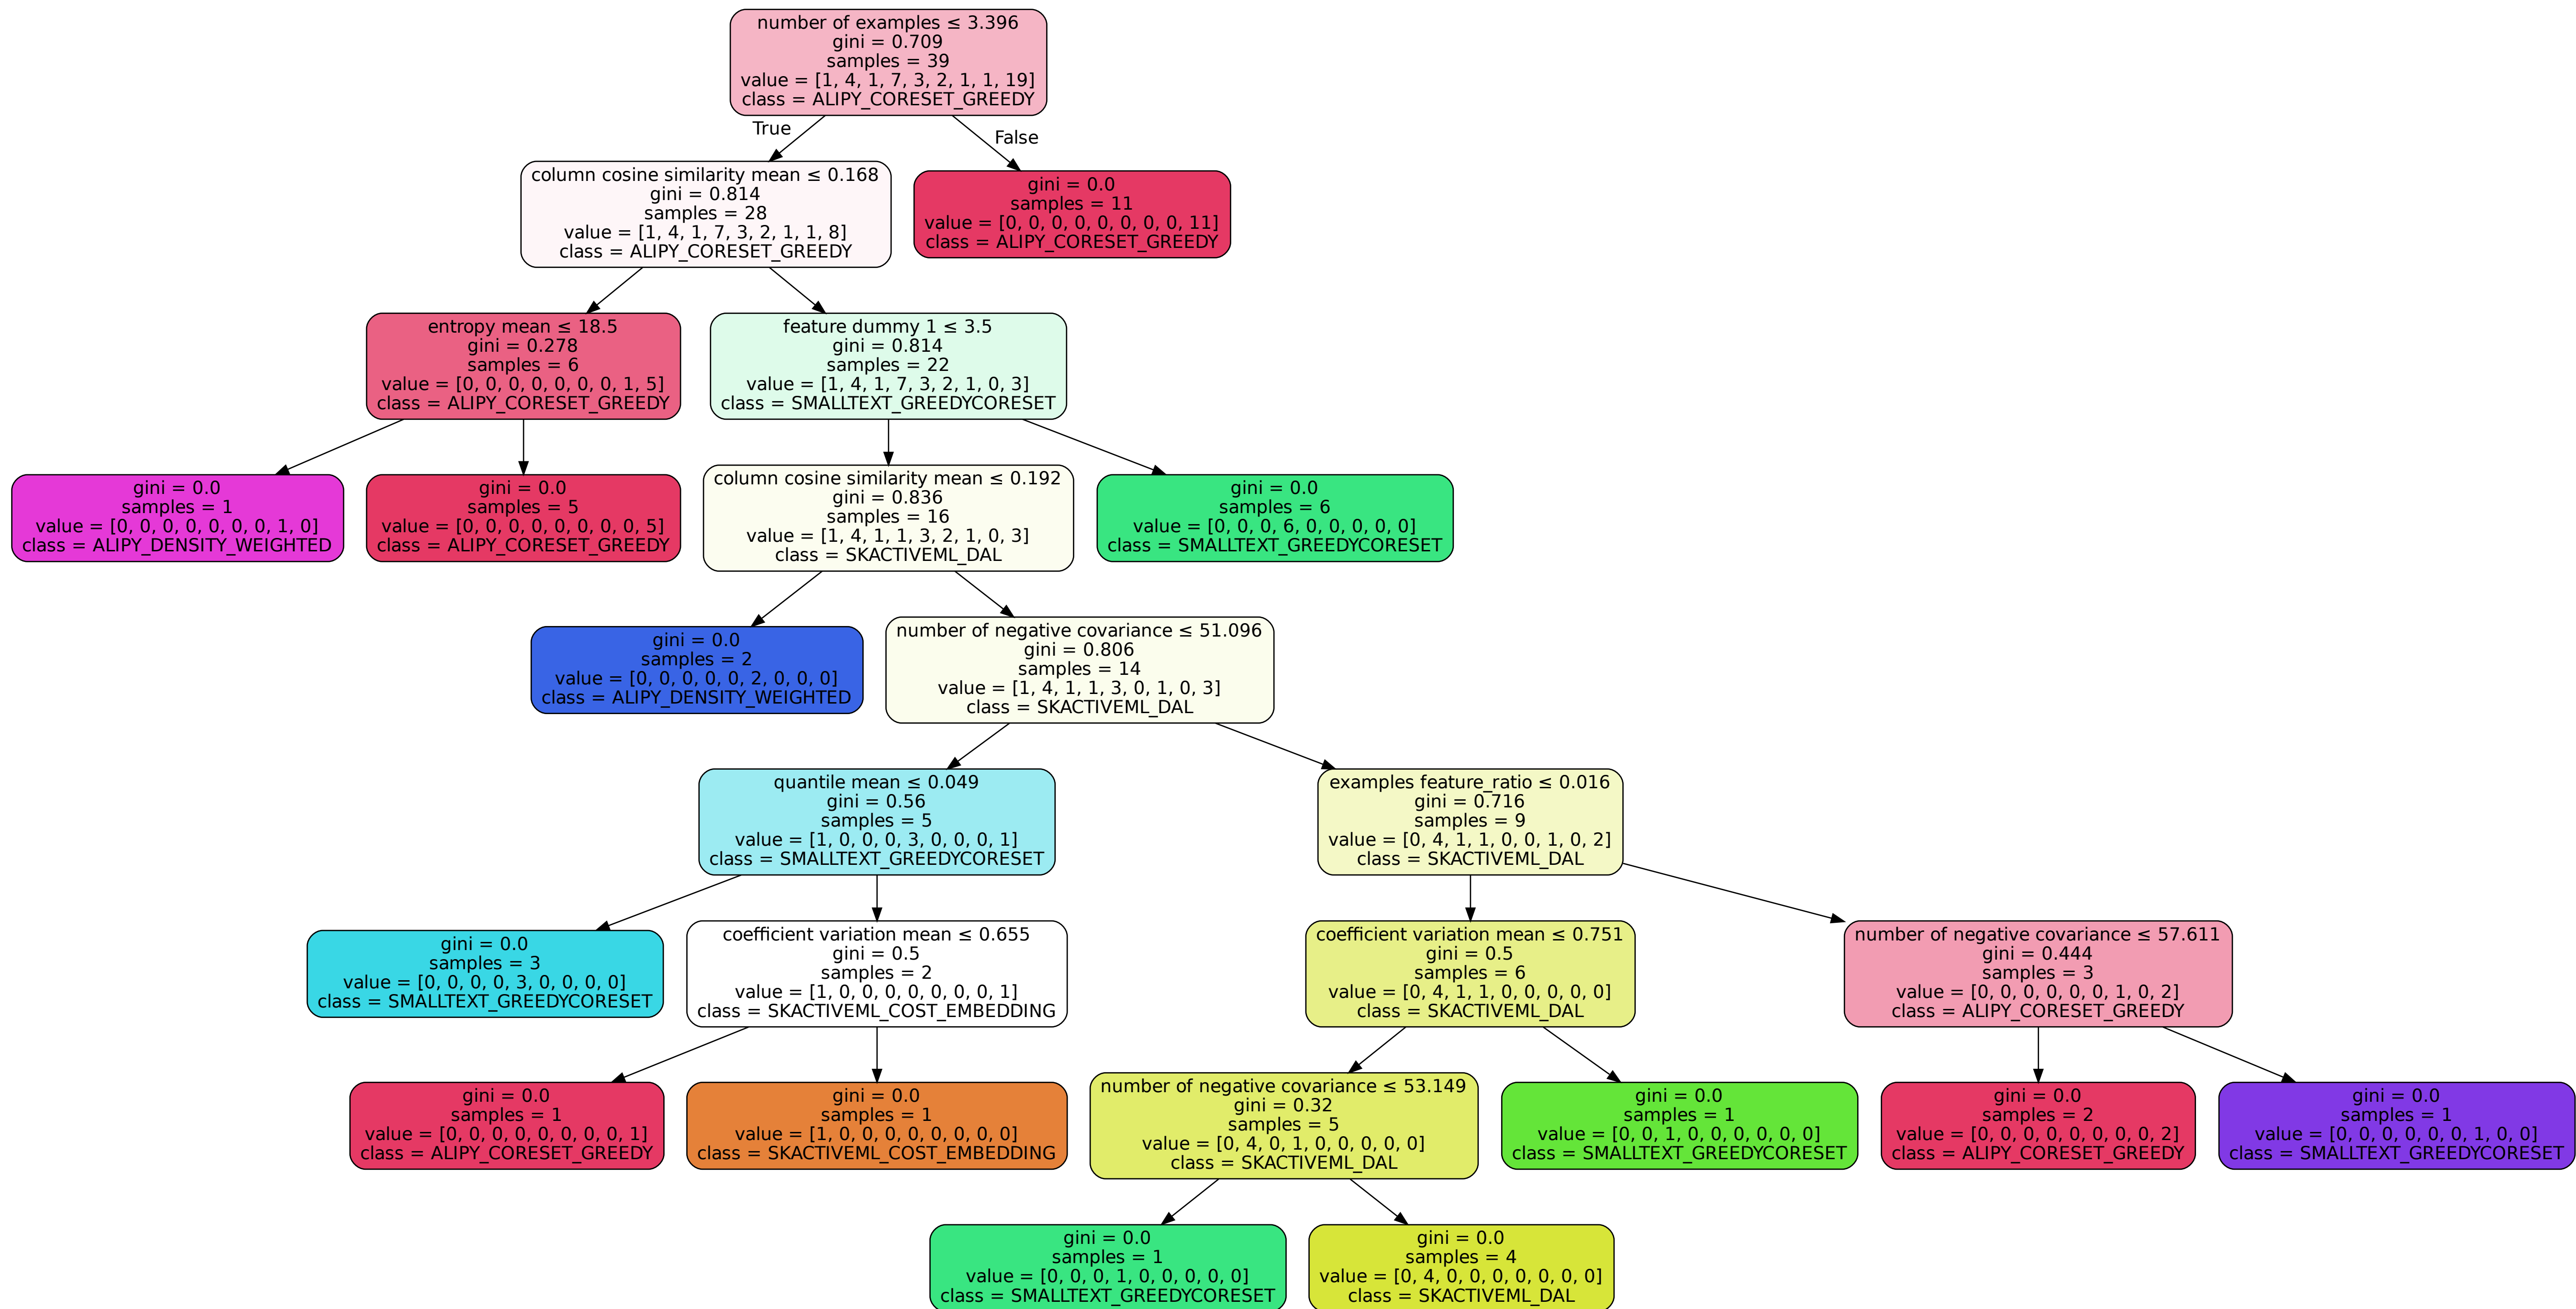 number of examples ≤ 3.396
gini = 0.709
samples = 39
value = [1, 4, 1, 7, 3, 2, 1, 1, 19]
class = ALIPY_CORESET_GREEDY
True
False
column cosine similarity mean ≤ 0.168
gini = 0.814
samples = 28
value = [1, 4, 1, 7, 3, 2, 1, 1, 8]
class = ALIPY_CORESET_GREEDY
gini = 0.0
samples = 11
value = [0, 0, 0, 0, 0, 0, 0, 0, 11]
class = ALIPY_CORESET_GREEDY
entropy mean ≤ 18.5
gini = 0.278
samples = 6
value = [0, 0, 0, 0, 0, 0, 0, 1, 5]
class = ALIPY_CORESET_GREEDY
feature dummy 1 ≤ 3.5
gini = 0.814
samples = 22
value = [1, 4, 1, 7, 3, 2, 1, 0, 3]
class = SMALLTEXT_GREEDYCORESET
gini = 0.0
samples = 1
value = [0, 0, 0, 0, 0, 0, 0, 1, 0]
class = ALIPY_DENSITY_WEIGHTED
gini = 0.0
samples = 5
value = [0, 0, 0, 0, 0, 0, 0, 0, 5]
class = ALIPY_CORESET_GREEDY
column cosine similarity mean ≤ 0.192
gini = 0.836
samples = 16
value = [1, 4, 1, 1, 3, 2, 1, 0, 3]
class = SKACTIVEML_DAL
gini = 0.0
samples = 6
value = [0, 0, 0, 6, 0, 0, 0, 0, 0]
class = SMALLTEXT_GREEDYCORESET
gini = 0.0
samples = 2
value = [0, 0, 0, 0, 0, 2, 0, 0, 0]
class = ALIPY_DENSITY_WEIGHTED
number of negative covariance ≤ 51.096
gini = 0.806
samples = 14
value = [1, 4, 1, 1, 3, 0, 1, 0, 3]
class = SKACTIVEML_DAL
quantile mean ≤ 0.049
gini = 0.56
samples = 5
value = [1, 0, 0, 0, 3, 0, 0, 0, 1]
class = SMALLTEXT_GREEDYCORESET
examples feature_ratio ≤ 0.016
gini = 0.716
samples = 9
value = [0, 4, 1, 1, 0, 0, 1, 0, 2]
class = SKACTIVEML_DAL
gini = 0.0
samples = 3
value = [0, 0, 0, 0, 3, 0, 0, 0, 0]
class = SMALLTEXT_GREEDYCORESET
coefficient variation mean ≤ 0.655
gini = 0.5
samples = 2
value = [1, 0, 0, 0, 0, 0, 0, 0, 1]
class = SKACTIVEML_COST_EMBEDDING
coefficient variation mean ≤ 0.751
gini = 0.5
samples = 6
value = [0, 4, 1, 1, 0, 0, 0, 0, 0]
class = SKACTIVEML_DAL
number of negative covariance ≤ 57.611
gini = 0.444
samples = 3
value = [0, 0, 0, 0, 0, 0, 1, 0, 2]
class = ALIPY_CORESET_GREEDY
gini = 0.0
samples = 1
value = [0, 0, 0, 0, 0, 0, 0, 0, 1]
class = ALIPY_CORESET_GREEDY
gini = 0.0
samples = 1
value = [1, 0, 0, 0, 0, 0, 0, 0, 0]
class = SKACTIVEML_COST_EMBEDDING
number of negative covariance ≤ 53.149
gini = 0.32
samples = 5
value = [0, 4, 0, 1, 0, 0, 0, 0, 0]
class = SKACTIVEML_DAL
gini = 0.0
samples = 1
value = [0, 0, 1, 0, 0, 0, 0, 0, 0]
class = SMALLTEXT_GREEDYCORESET
gini = 0.0
samples = 2
value = [0, 0, 0, 0, 0, 0, 0, 0, 2]
class = ALIPY_CORESET_GREEDY
gini = 0.0
samples = 1
value = [0, 0, 0, 0, 0, 0, 1, 0, 0]
class = SMALLTEXT_GREEDYCORESET
gini = 0.0
samples = 1
value = [0, 0, 0, 1, 0, 0, 0, 0, 0]
class = SMALLTEXT_GREEDYCORESET
gini = 0.0
samples = 4
value = [0, 4, 0, 0, 0, 0, 0, 0, 0]
class = SKACTIVEML_DAL